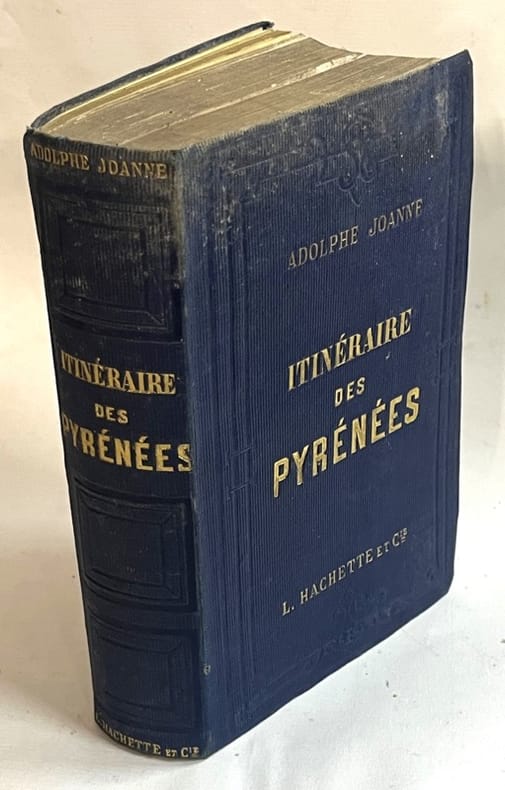 ADOLPHE JOANNE
ITINÉRAIRE
DES
PYRÉNÉES
L. HACHETTE ET CIE
ADOLPHE JOANNE
ITINÉRAIRE
DES
PYRÉNÉES
L. HACHETTE ET CIE